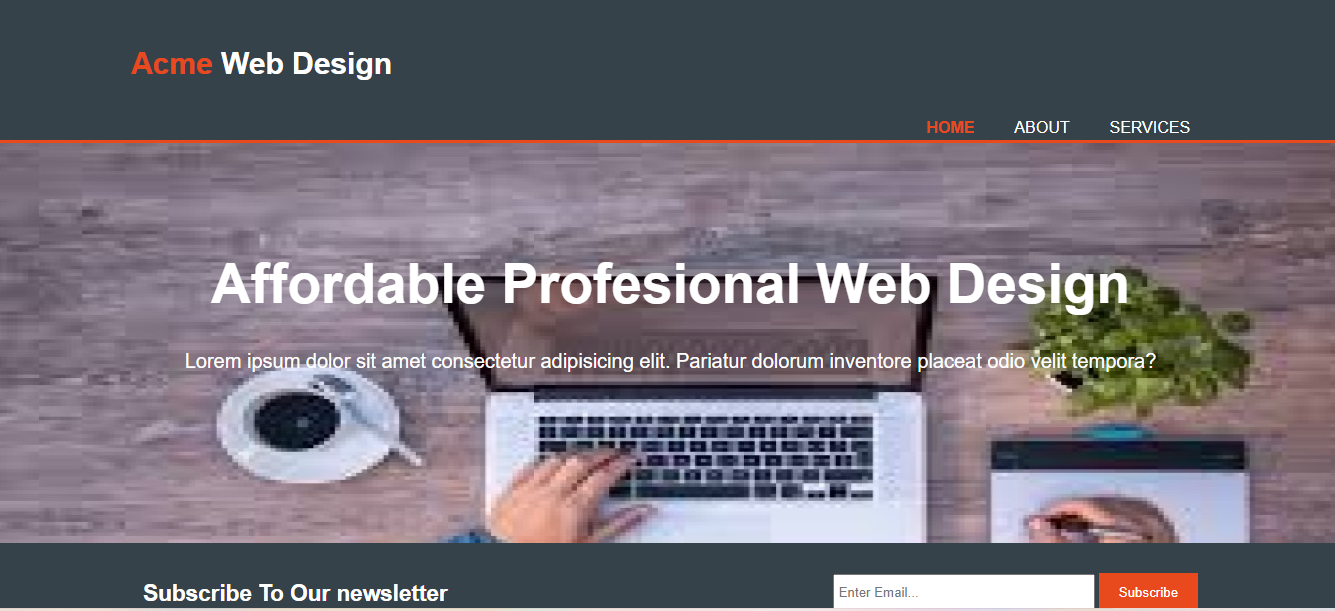 Acme Web Design
HOME ABOUT SERVICES
Affordable Profesional Web Design
Lorem ipsum dolor sit amet consectetur adipisicing elit. Pariatur dolorum inventore placeat odio velit tempora?
Subscribe To Our newsletter
Enter Email... Subscribe